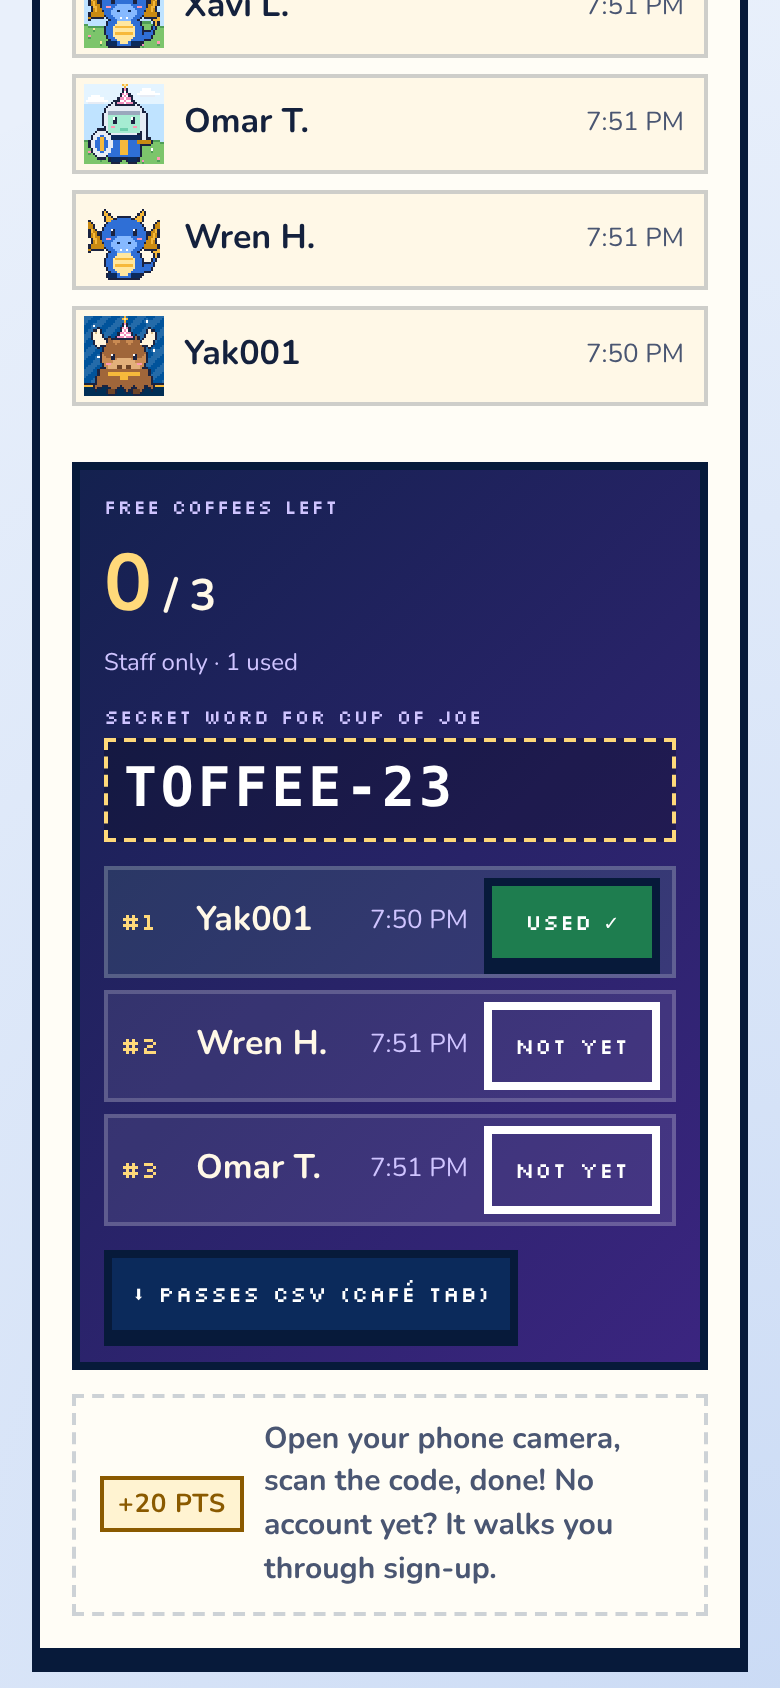 Xavi L.
7:51 PM
Omar T.
7:51 PM
Wren H.
7:51 PM
Yak001
7:50 PM
FREE COFFEES LEFT
0 / 3
Staff only · 1 used
SECRET WORD FOR CUP OF JOE
TOFFEE-23
#1 Yak001 7:50 PM USED ✓
#2 Wren H. 7:51 PM NOT YET
#3 Omar T. 7:51 PM NOT YET
⬇ PASSES CSV (CAFÉ TAB)
+20 PTS
Open your phone camera,
scan the code, done! No
account yet? It walks you
through sign-up.